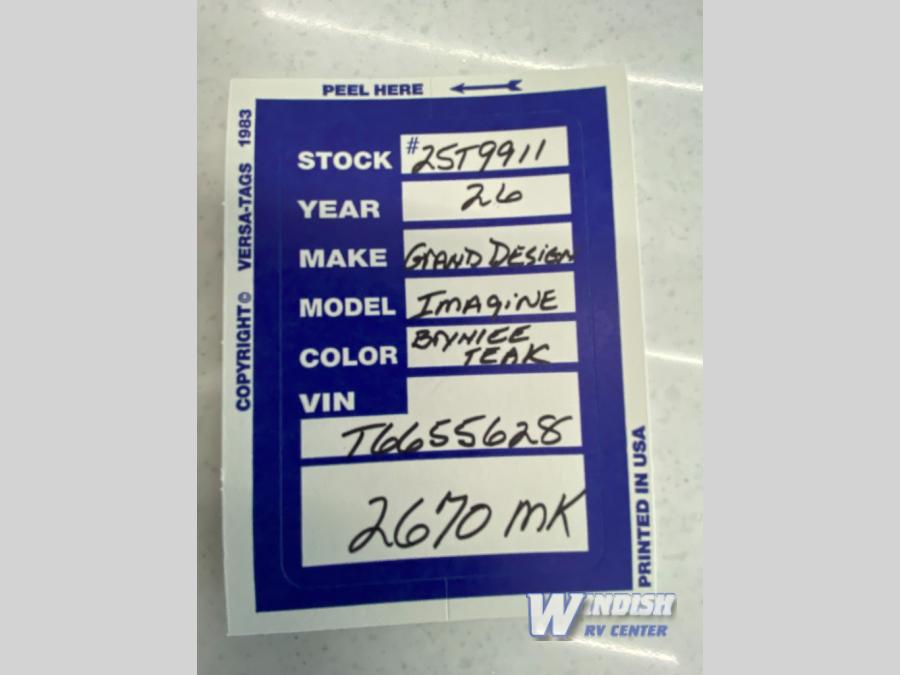 PEEL HERE
COPYRIGHT © VERSA-TAGS 1983
STOCK #25T9911
YEAR 26
MAKE GRAND DESIGN
MODEL IMAGINE
COLOR
TEAK
VIN
T6655628
2670 MK
PRINTED IN USA
WINDISH
RV CENTER